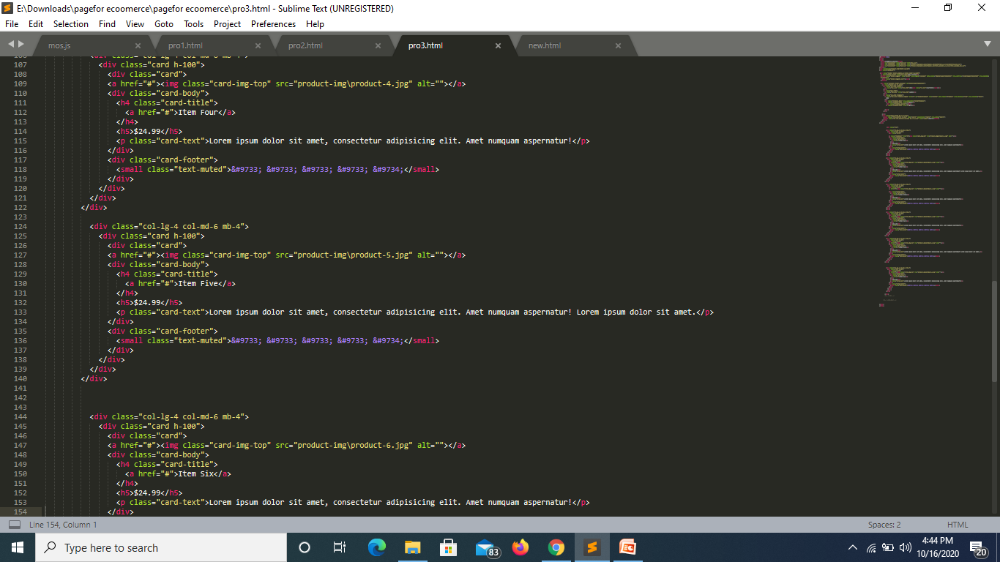 E:\Downloads\pagefor ecoomerce\pagefor ecoomerce\pro3.html - Sublime Text (UNREGISTERED)
File Edit Selection Find View Goto Tools Project Preferences Help
mos.js pro1.html pro2.html pro3.html new.html
106 <div class="col-lg-4 col-md-6 mb-4">
107 <div class="card h-100">
108 <div class="card">
109 <a href="#"><img class="card-img-top" src="product-img\product-4.jpg" alt=""></a>
110 <div class="card-body">
111 <h4 class="card-title">
112 <a href="#">Item Four</a>
113 </h4>
114 <h5>$24.99</h5>
115 <p class="card-text">Lorem ipsum dolor sit amet, consectetur adipisicing elit. Amet numquam aspernatur!</p>
116 </div>
117 <div class="card-footer">
118 <small class="text-muted">&#9733; &#9733; &#9733; &#9733; &#9734;</small>
119 </div>
120 </div>
121 </div>
122 </div>
123
124 <div class="col-lg-4 col-md-6 mb-4">
125 <div class="card h-100">
126 <div class="card">
127 <a href="#"><img class="card-img-top" src="product-img\product-5.jpg" alt=""></a>
128 <div class="card-body">
129 <h4 class="card-title">
130 <a href="#">Item Five</a>
131 </h4>
132 <h5>$24.99</h5>
133 <p class="card-text">Lorem ipsum dolor sit amet, consectetur adipisicing elit. Amet numquam aspernatur! Lorem ipsum dolor sit amet.</p>
134 </div>
135 <div class="card-footer">
136 <small class="text-muted">&#9733; &#9733; &#9733; &#9733; &#9734;</small>
137 </div>
138 </div>
139 </div>
140 </div>
141
142
143
144 <div class="col-lg-4 col-md-6 mb-4">
145 <div class="card h-100">
146 <div class="card">
147 <a href="#"><img class="card-img-top" src="product-img\product-6.jpg" alt=""></a>
148 <div class="card-body">
149 <h4 class="card-title">
150 <a href="#">Item Six</a>
151 </h4>
152 <h5>$24.99</h5>
153 <p class="card-text">Lorem ipsum dolor sit amet, consectetur adipisicing elit. Amet numquam aspernatur!</p>
154 </div>
Line 154, Column 1 Spaces: 2 HTML
Type here to search 83 4:44 PM
10/16/2020 20